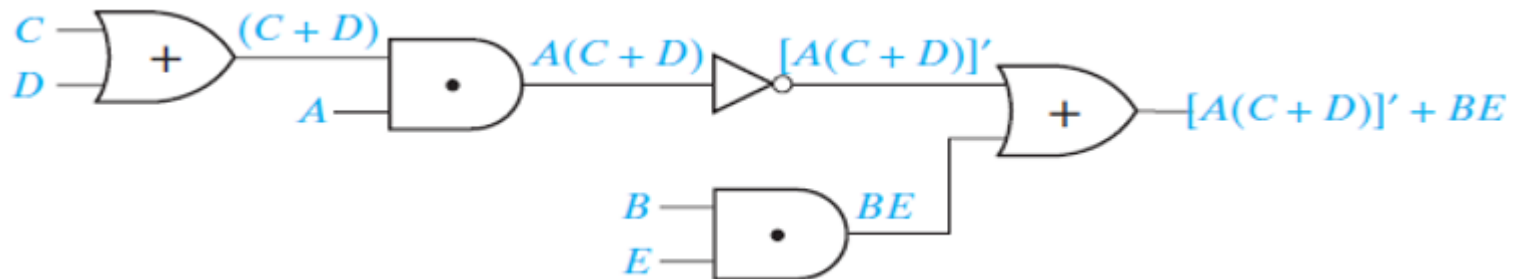 C
D
+
(C + D)
A
·
A(C + D)
[A(C + D)]′
+
[A(C + D)]′ + BE
B
E
·
BE